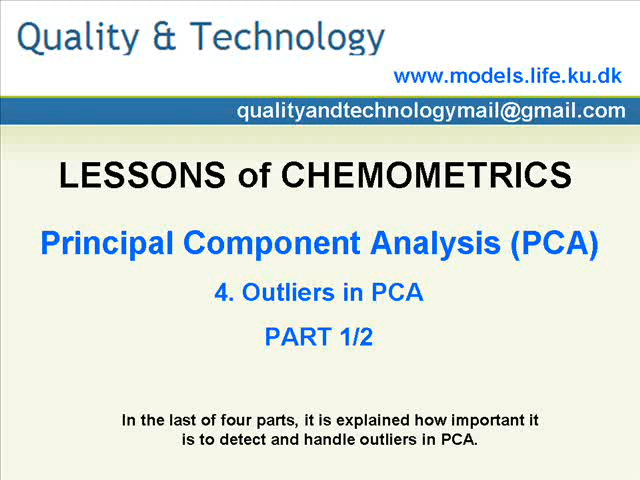 Quality & Technology
www.models.life.ku.dk
qualityandtechnologymail@gmail.com
LESSONS of CHEMOMETRICS
Principal Component Analysis (PCA)
4. Outliers in PCA
PART 1/2
In the last of four parts, it is explained how important it
is to detect and handle outliers in PCA.